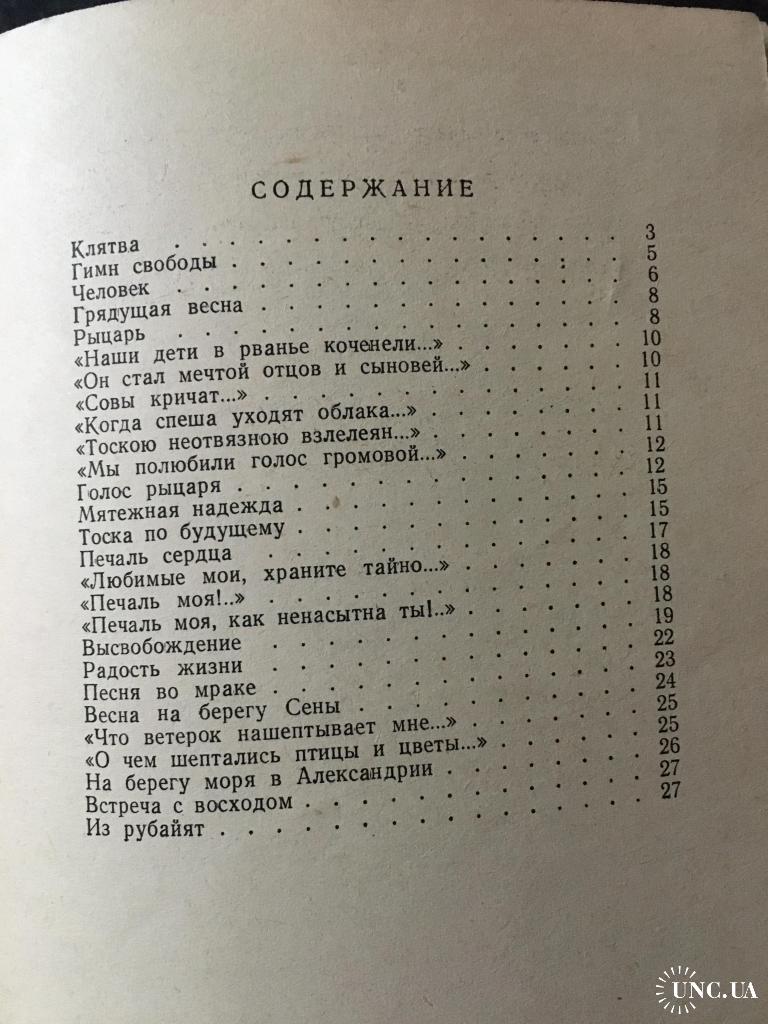 СОДЕРЖАНИЕ
Клятва . . . . . . . . . . . . . . . . 3
Гимн свободы . . . . . . . . . . . . . . 5
Человек . . . . . . . . . . . . . . . . 6
Грядущая весна . . . . . . . . . . . . . 8
Рыцарь . . . . . . . . . . . . . . . . 8
«Наши дети в рванье коченели...» . . . . . . 10
«Он стал мечтой отцов и сыновей...» . . . . . 10
«Совы кричат...» . . . . . . . . . . . . . 11
«Когда спеша уходят облака...» . . . . . . . 11
«Тоскою неотвязною взлелеян...» . . . . . . . 11
«Мы полюбили голос громовой...» . . . . . . 12
Голос рыцаря . . . . . . . . . . . . . . 12
Мятежная надежда . . . . . . . . . . . . 15
Тоска по будущему . . . . . . . . . . . . 15
Печаль сердца . . . . . . . . . . . . . 17
«Любимые мои, храните тайно...» . . . . . . . 18
«Печаль моя!..» . . . . . . . . . . . . . 18
«Печаль моя, как ненасытна ты!..» . . . . . . 18
Высвобождение . . . . . . . . . . . . . 19
Радость жизни . . . . . . . . . . . . . 22
Песня во мраке . . . . . . . . . . . . . 23
Весна на берегу Сены . . . . . . . . . . . 24
«Что ветерок нашептывает мне...» . . . . . . 25
«О чем шептались птицы и цветы...» . . . . . 25
На берегу моря в Александрии . . . . . . . 26
Встреча с восходом . . . . . . . . . . . . 27
Из рубайят . . . . . . . . . . . . . . . 27
UNC.UA